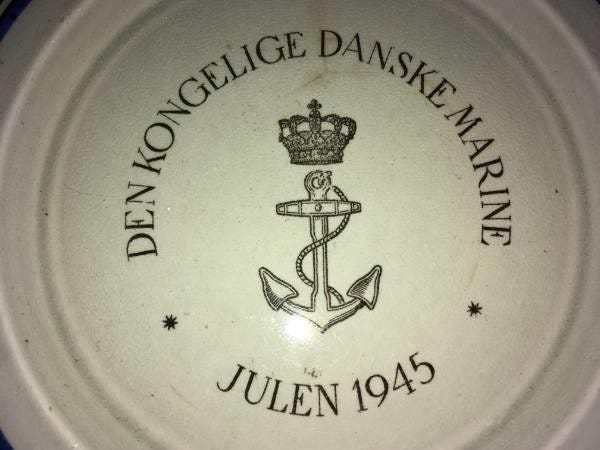 DEN KONGELIGE DANSKE MARINE
* *
JULEN 1945